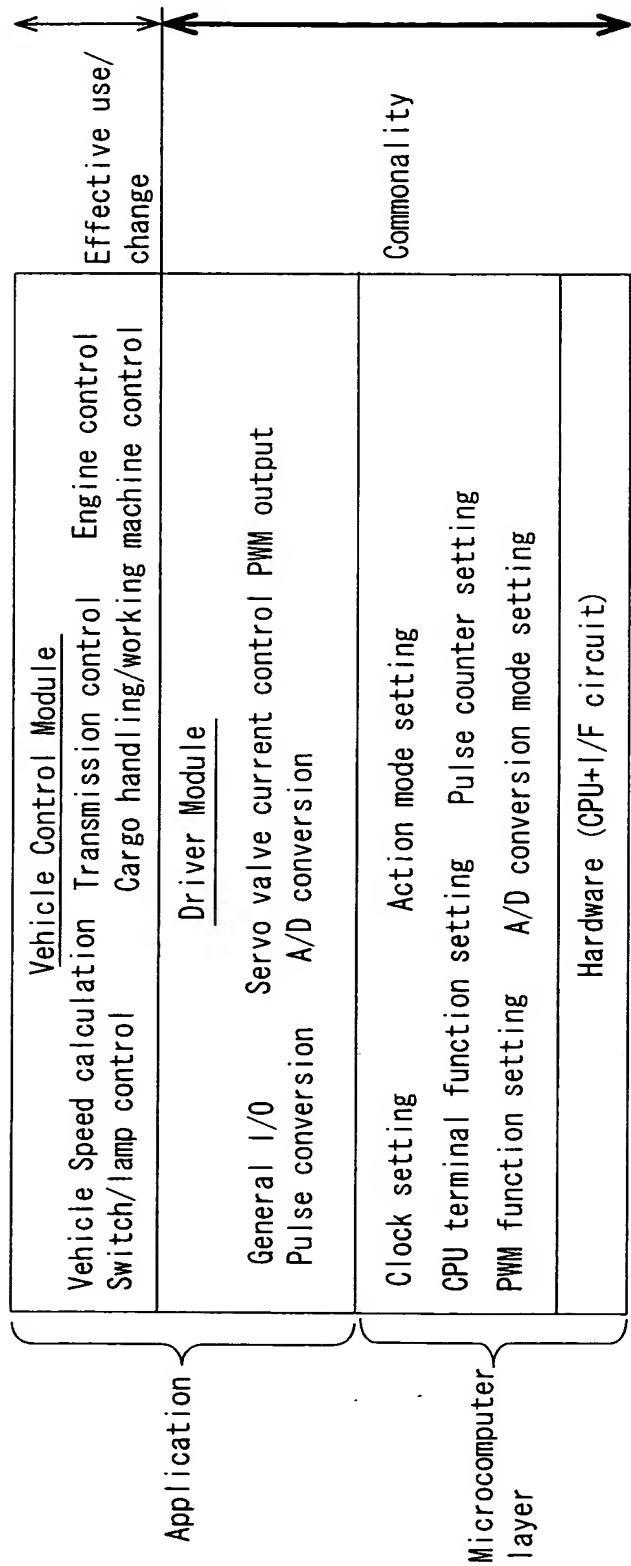 Vehicle Control Module
Vehicle Speed calculation Transmission control Engine control
Switch/lamp control Cargo handling/working machine control
Effective use/
change
Application
Driver Module
General I/O Servo valve current control PWM output
Pulse conversion A/D conversion
Commonality
Microcomputer
layer
Clock setting Action mode setting
CPU terminal function setting Pulse counter setting
PWM function setting A/D conversion mode setting
Hardware (CPU+I/F circuit)